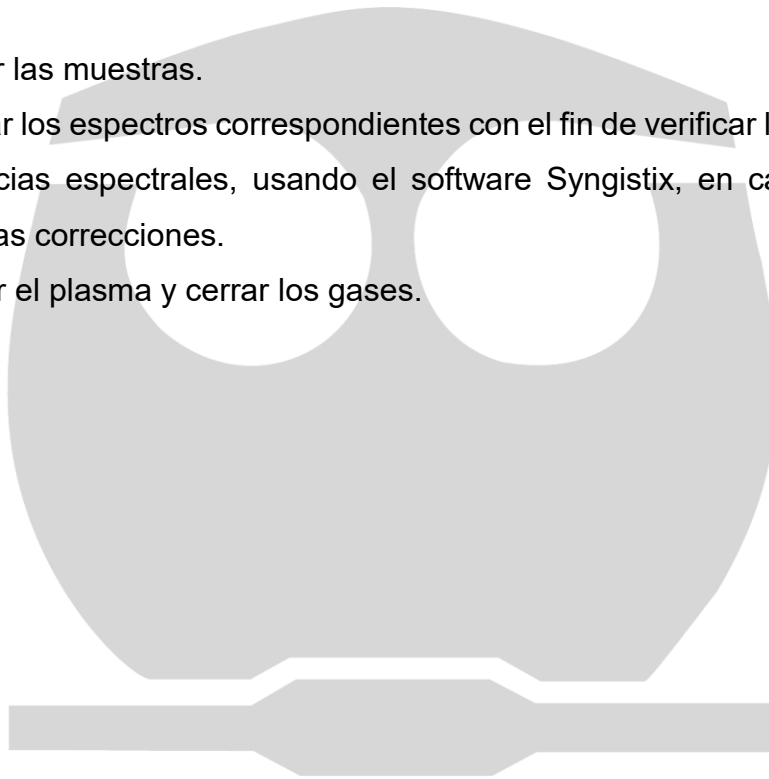 r las muestras.
ar los espectros correspondientes con el fin de verificar l
cias espectrales, usando el software Syngistix, en ca
as correcciones.
r el plasma y cerrar los gases.